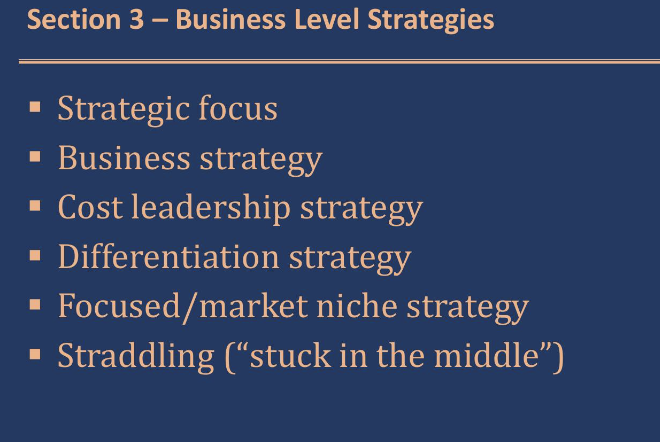 Section 3 – Business Level Strategies
▪ Strategic focus
▪ Business strategy
▪ Cost leadership strategy
▪ Differentiation strategy
▪ Focused/market niche strategy
▪ Straddling (“stuck in the middle”)